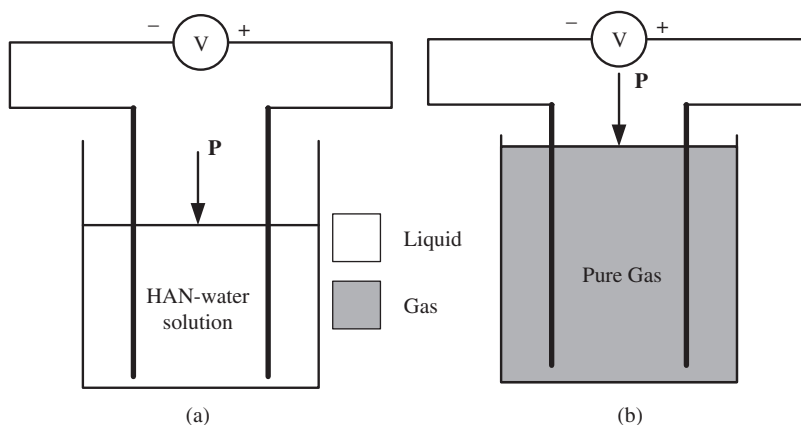 − V +
P
HAN-water
solution
Liquid
Gas
(a)
− V +
P
Pure Gas
(b)